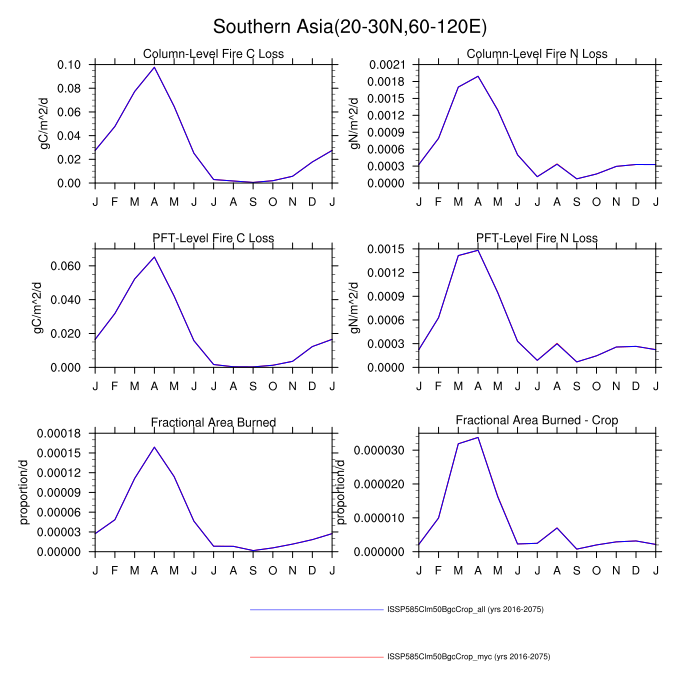 Southern Asia(20-30N,60-120E)
Column-Level Fire C Loss
gC/m^2/d
0.10
0.08
0.06
0.04
0.02
0.00
J F M A M J J A S O N D J
Column-Level Fire N Loss
gN/m^2/d
0.0021
0.0018
0.0015
0.0012
0.0009
0.0006
0.0003
0.0000
J F M A M J J A S O N D J
PFT-Level Fire C Loss
gC/m^2/d
0.060
0.040
0.020
0.000
J F M A M J J A S O N D J
PFT-Level Fire N Loss
gN/m^2/d
0.0015
0.0012
0.0009
0.0006
0.0003
0.0000
J F M A M J J A S O N D J
Fractional Area Burned
proportion/d
0.00018
0.00015
0.00012
0.00009
0.00006
0.00003
0.00000
J F M A M J J A S O N D J
Fractional Area Burned - Crop
proportion/d
0.000030
0.000020
0.000010
0.000000
J F M A M J J A S O N D J
ISSP585Clm50BgcCrop_all (yrs 2016-2075)
ISSP585Clm50BgcCrop_myc (yrs 2016-2075)